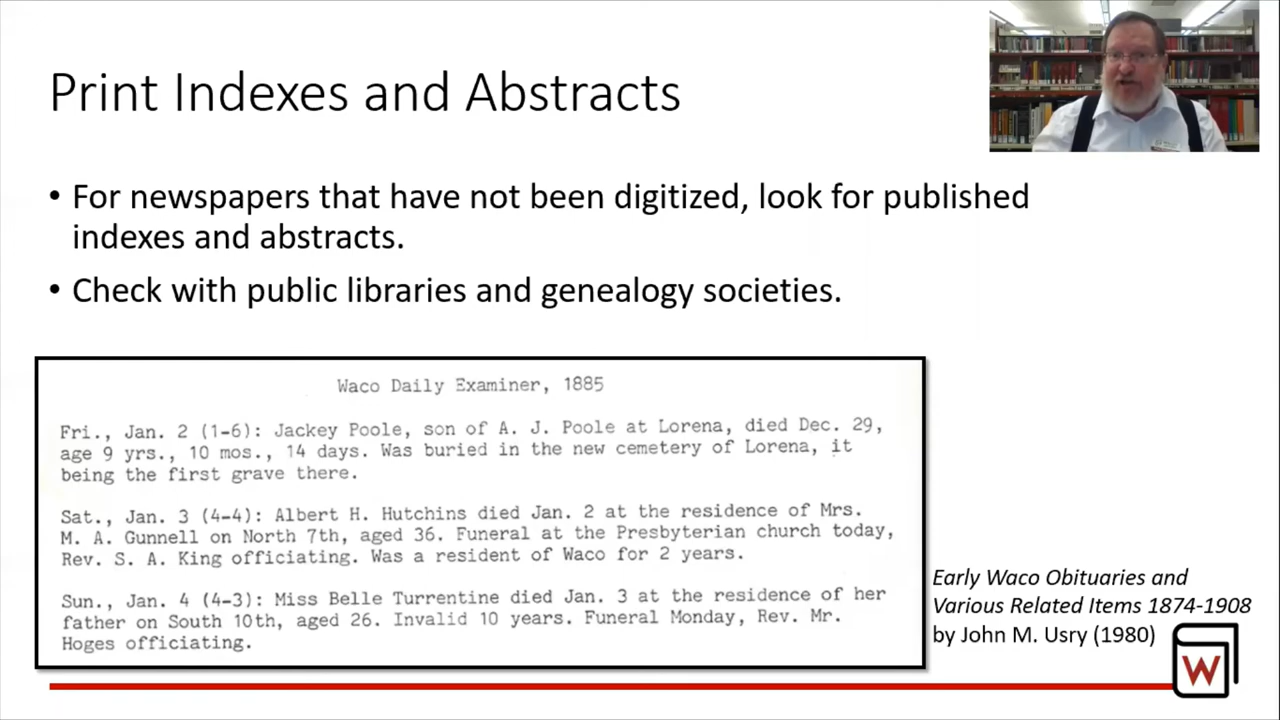 Print Indexes and Abstracts
• For newspapers that have not been digitized, look for published
indexes and abstracts.
• Check with public libraries and genealogy societies.
Waco Daily Examiner, 1885
Fri., Jan. 2 (1-6): Jackey Poole, son of A. J. Poole at Lorena, died Dec. 29,
age 9 yrs., 10 mos., 14 days. Was buried in the new cemetery of Lorena, it
being the first grave there.
Sat., Jan. 3 (4-4): Albert H. Hutchins died Jan. 2 at the residence of Mrs.
M. A. Gunnell on North 7th, aged 36. Funeral at the Presbyterian church today,
Rev. S. A. King officiating. Was a resident of Waco for 2 years.
Sun., Jan. 4 (4-3): Miss Belle Turrentine died Jan. 3 at the residence of her
father on South 10th, aged 26. Invalid 10 years. Funeral Monday, Rev. Mr.
Hoges officiating.
Early Waco Obituaries and
Various Related Items 1874-1908
by John M. Usry (1980)
W